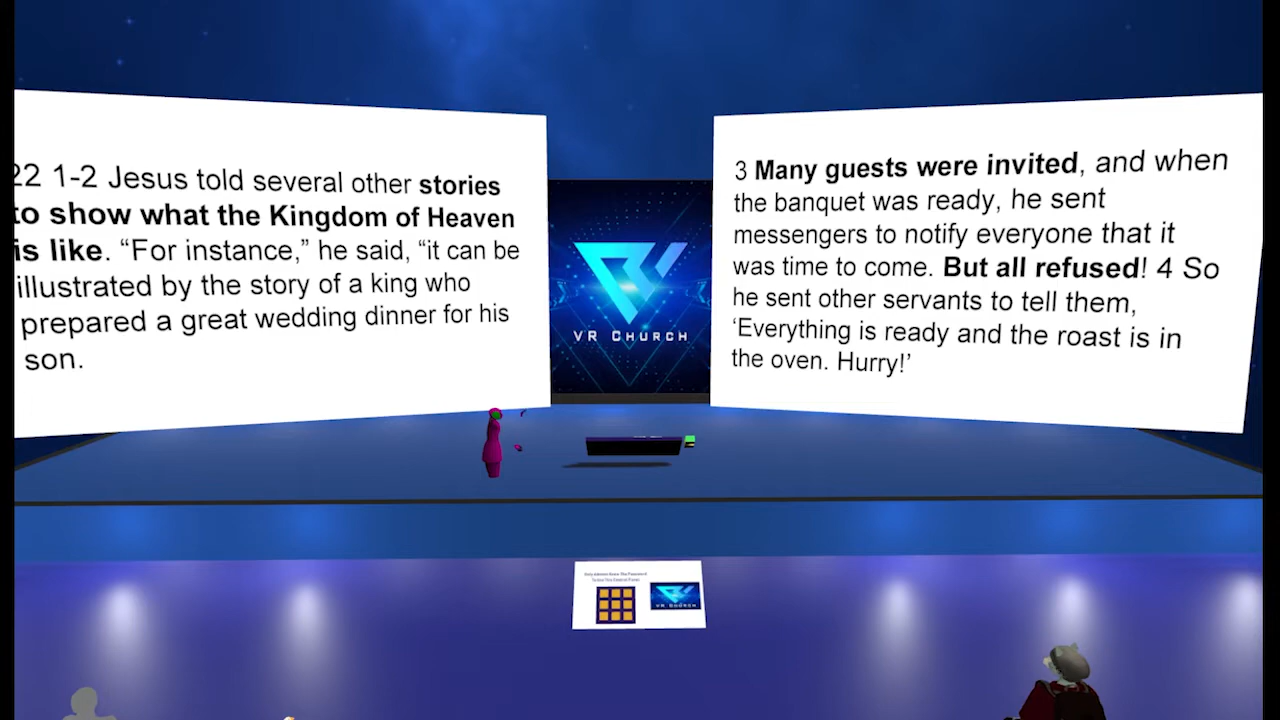 22 1-2 Jesus told several other stories
to show what the Kingdom of Heaven
is like. “For instance,” he said, “it can be
illustrated by the story of a king who
prepared a great wedding dinner for his
son.
3 Many guests were invited, and when
the banquet was ready, he sent
messengers to notify everyone that it
was time to come. But all refused! 4 So
he sent other servants to tell them,
‘Everything is ready and the roast is in
the oven. Hurry!’
VR CHURCH
VR CHURCH